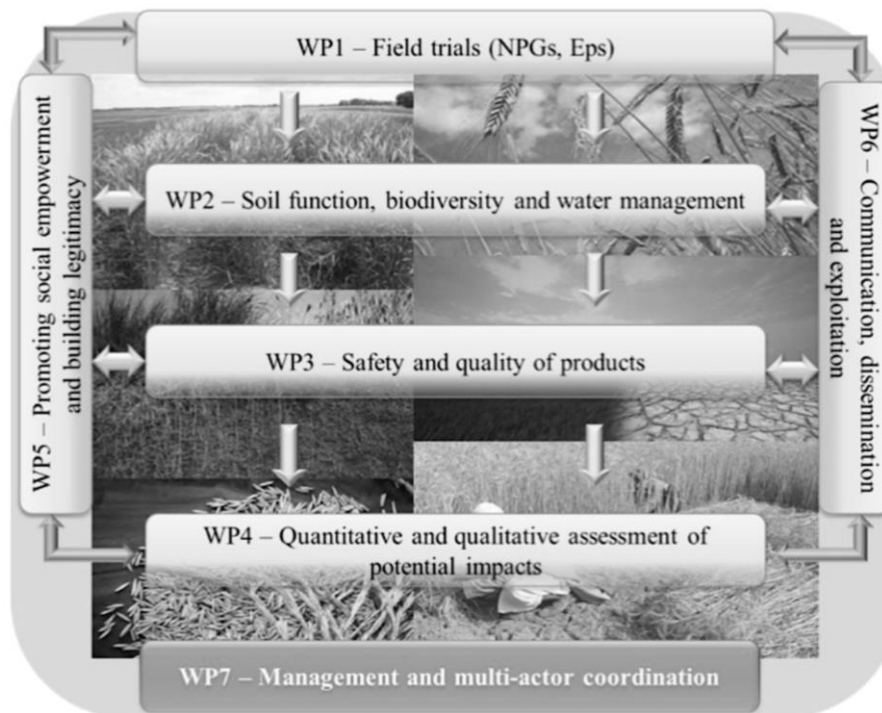 WP1 – Field trials (NPGs, Eps)
WP5 – Promoting social empowerment
and building legitimacy
WP6 – Communication, dissemination
and exploitation
WP2 – Soil function, biodiversity and water management
WP3 – Safety and quality of products
WP4 – Quantitative and qualitative assessment of
potential impacts
WP7 – Management and multi-actor coordination